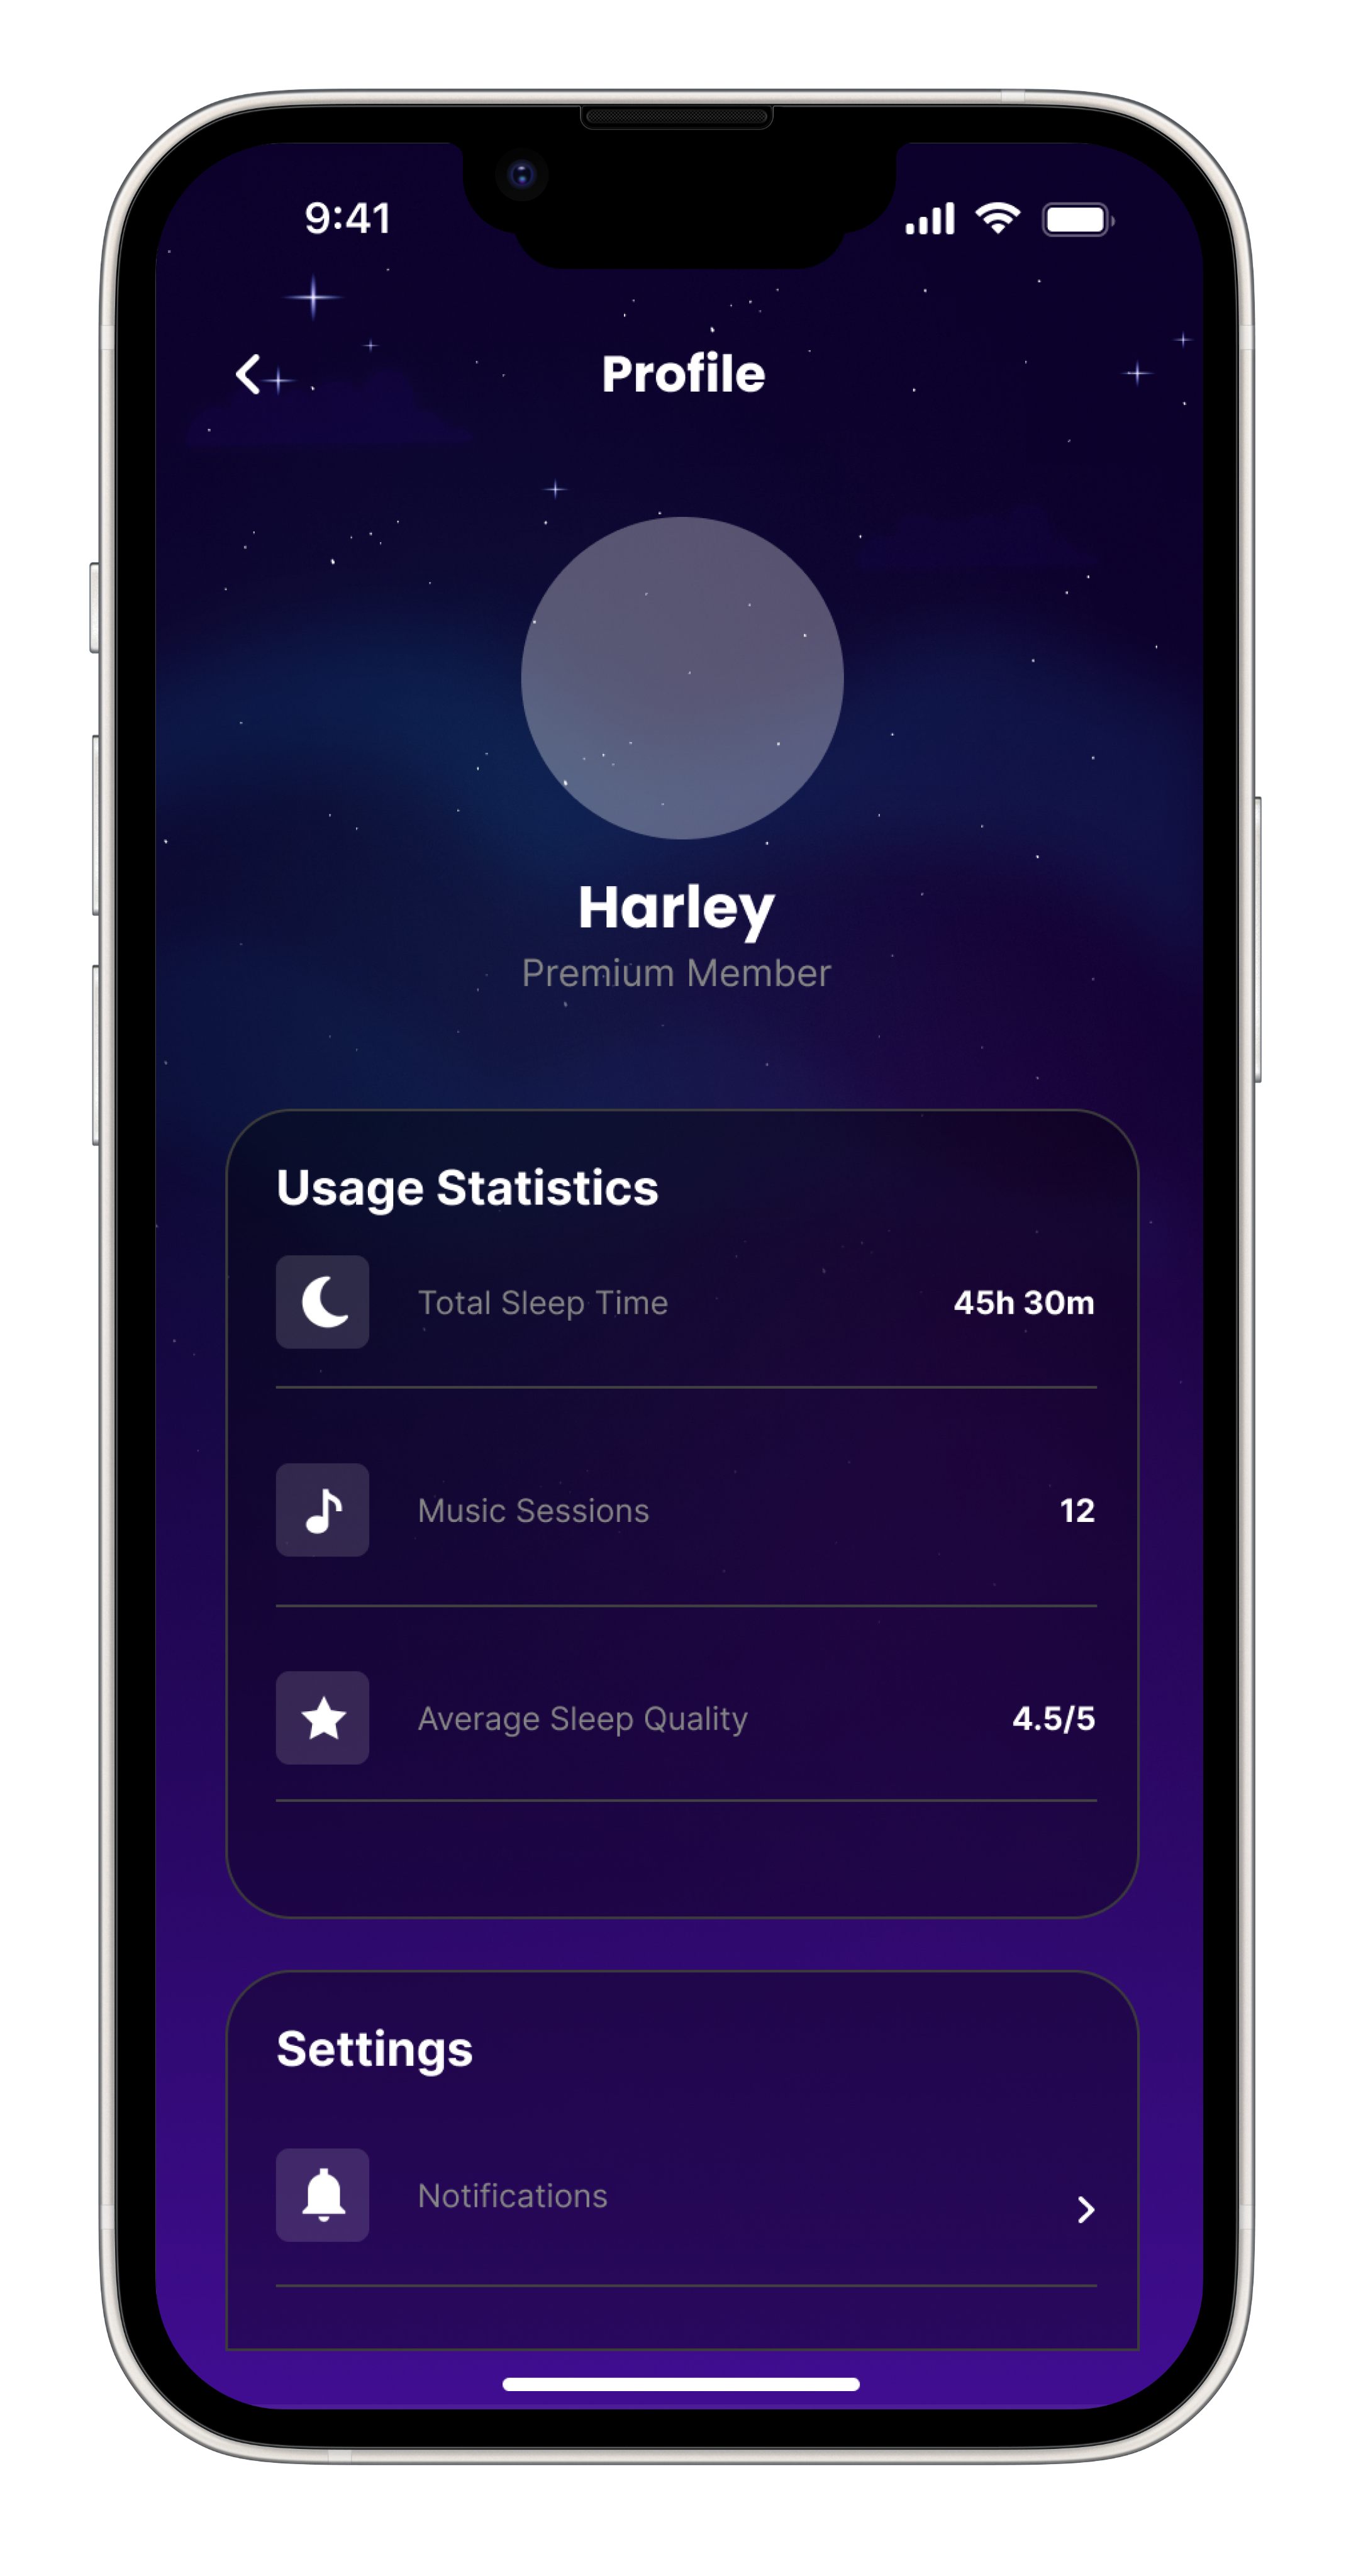 9:41
Profile
Harley
Premium Member
Usage Statistics
Total Sleep Time 45h 30m
Music Sessions 12
Average Sleep Quality 4.5/5
Settings
Notifications